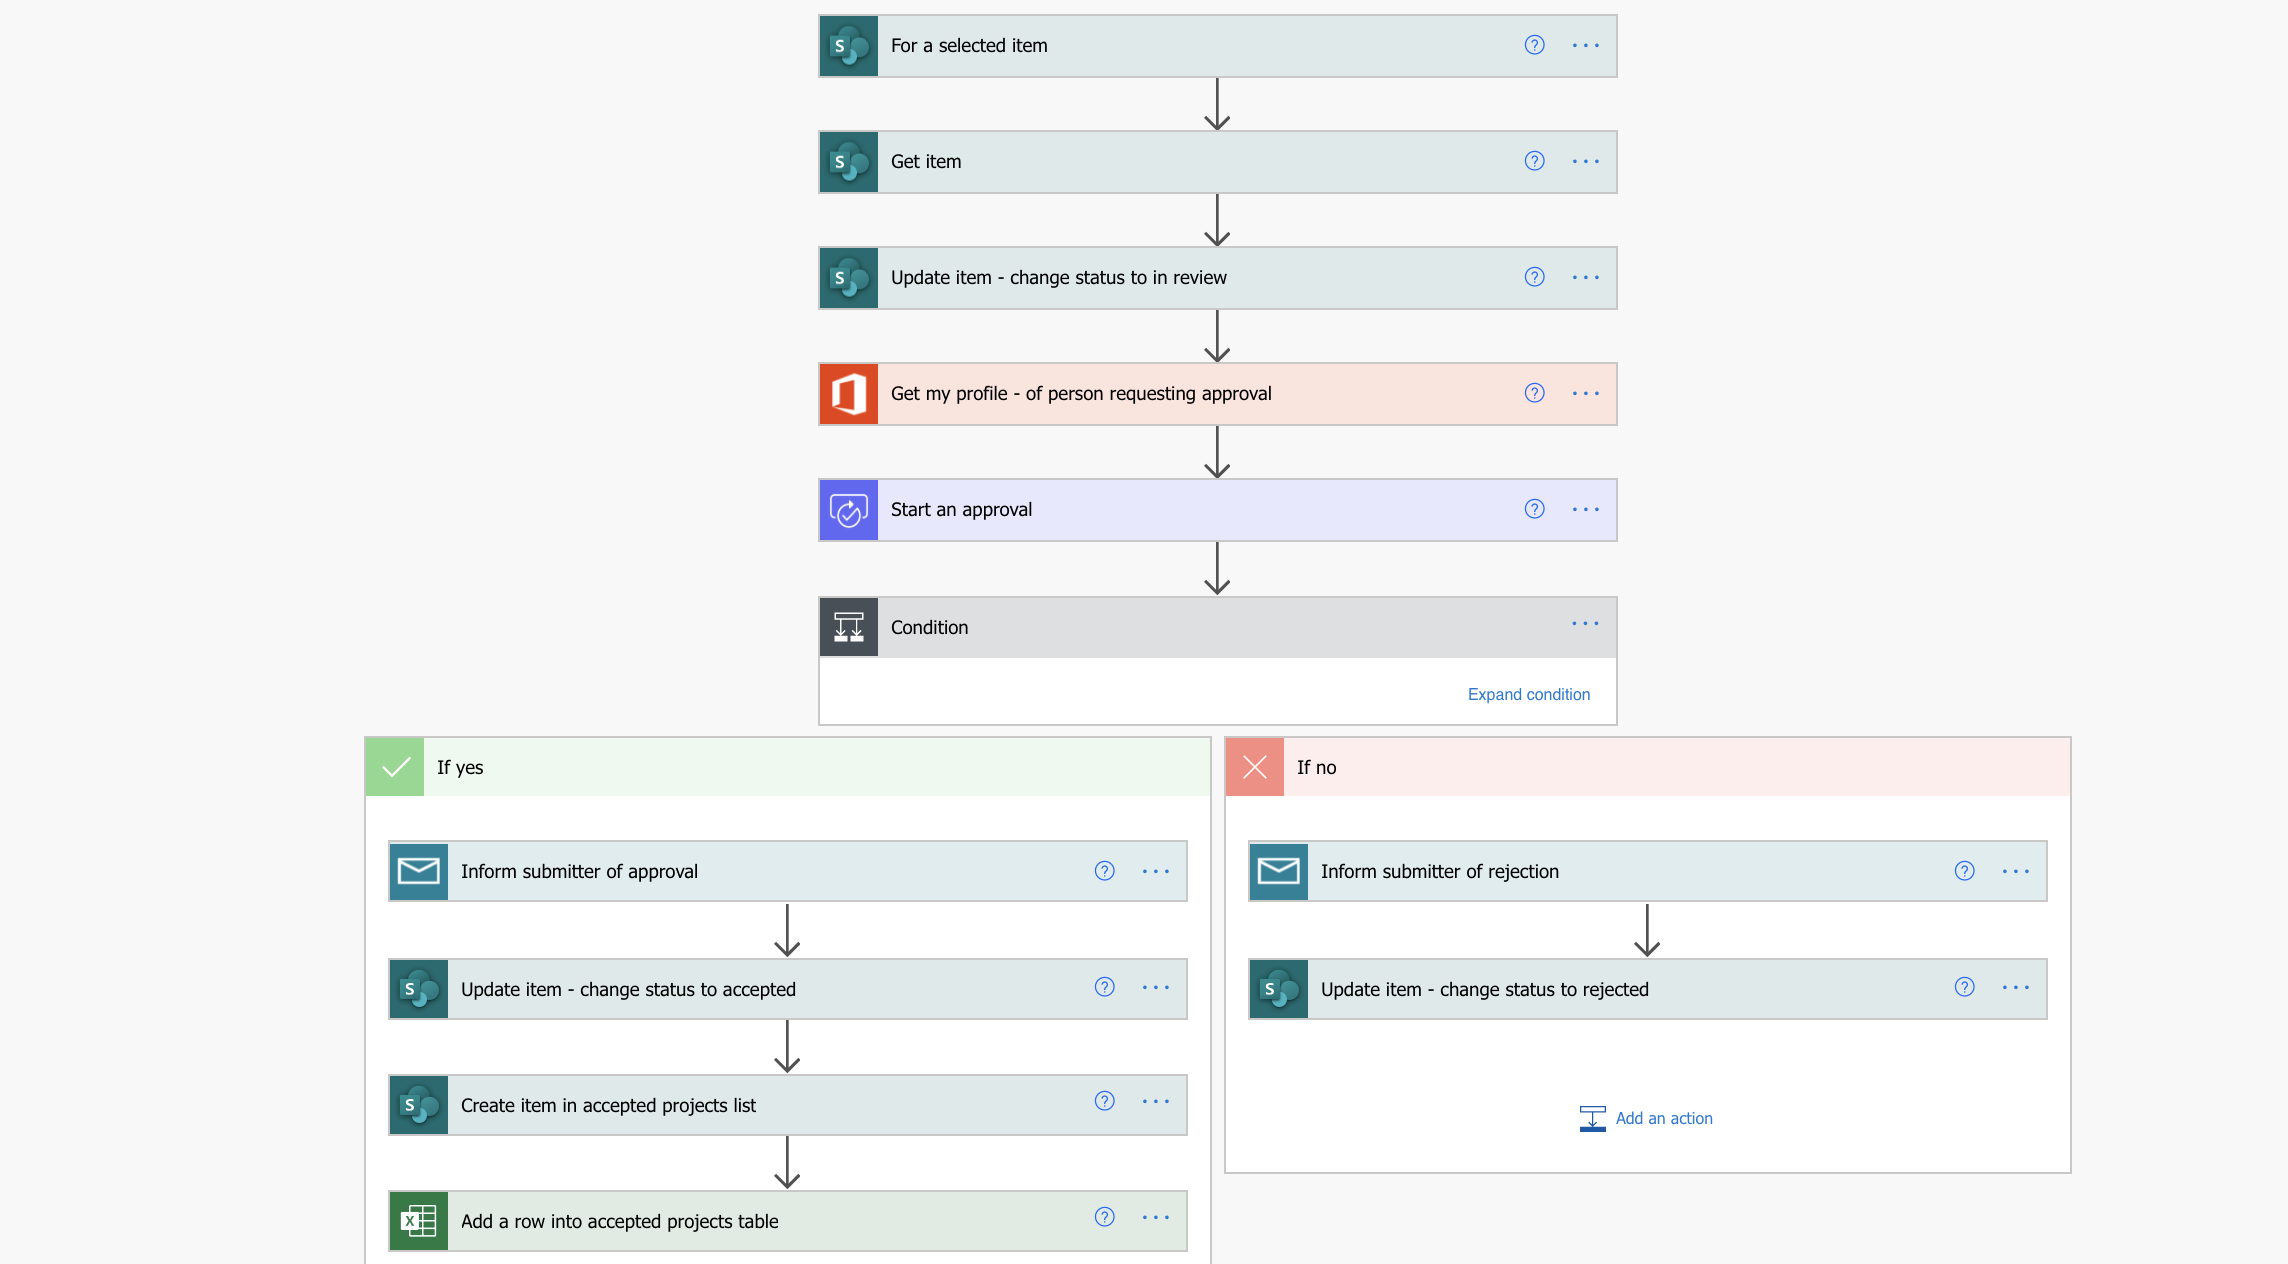 For a selected item
Get item
Update item - change status to in review
Get my profile - of person requesting approval
Start an approval
Condition
Expand condition
If yes
Inform submitter of approval
Update item - change status to accepted
Create item in accepted projects list
Add a row into accepted projects table
If no
Inform submitter of rejection
Update item - change status to rejected
Add an action